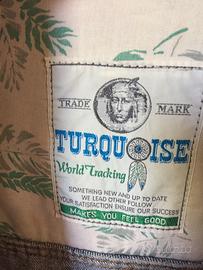 TRADE MARK
TURQUOISE
World Tracking
SOMETHING NEW AND UP TO DATE
WE LEAD OTHER FOLLOW
YOUR SATISFACTION ENSURE OUR SUCCESS
MAKES YOU FEEL GOOD